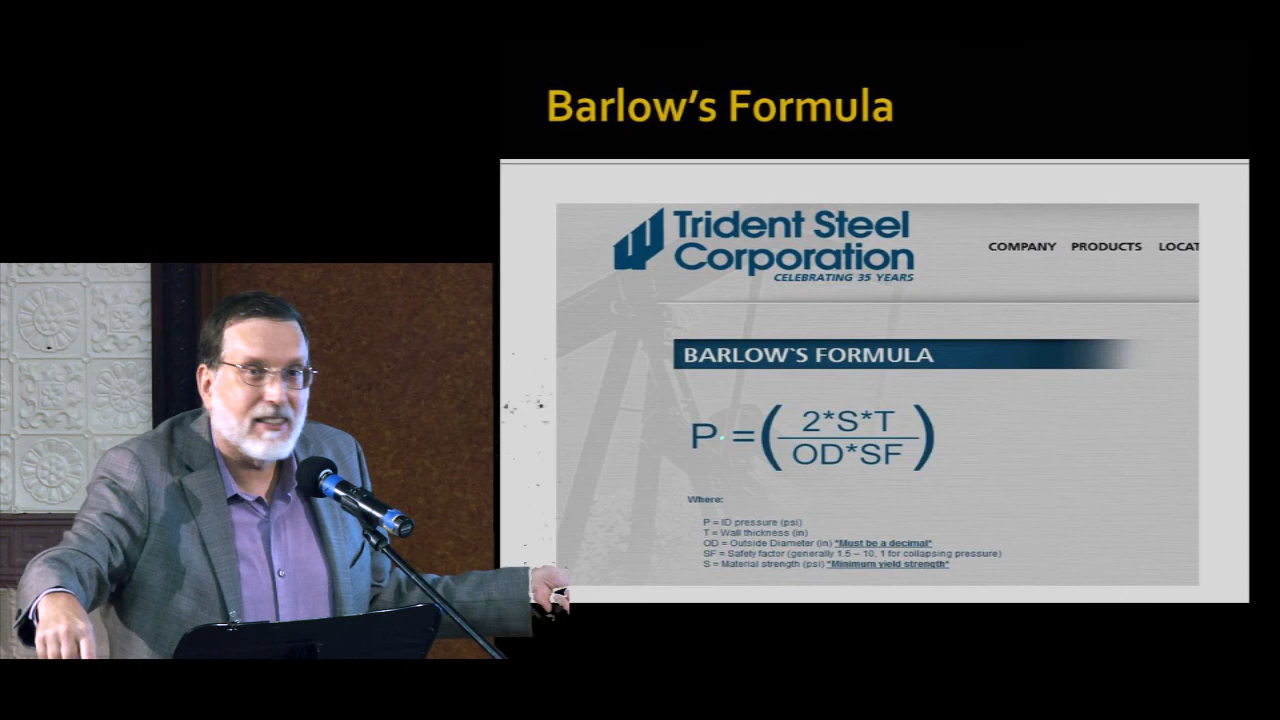 Barlow's Formula
Trident Steel
Corporation
CELEBRATING 35 YEARS
COMPANY PRODUCTS LOCAT
BARLOW`S FORMULA
P = ( 2*S*T / OD*SF )
Where:
P = ID pressure (psi)
T = Wall thickness (in)
OD = Outside Diameter (in) *Must be a decimal*
SF = Safety factor (generally 1.5 – 10, 1 for collapsing pressure)
S = Material strength (psi) *Minimum yield strength*